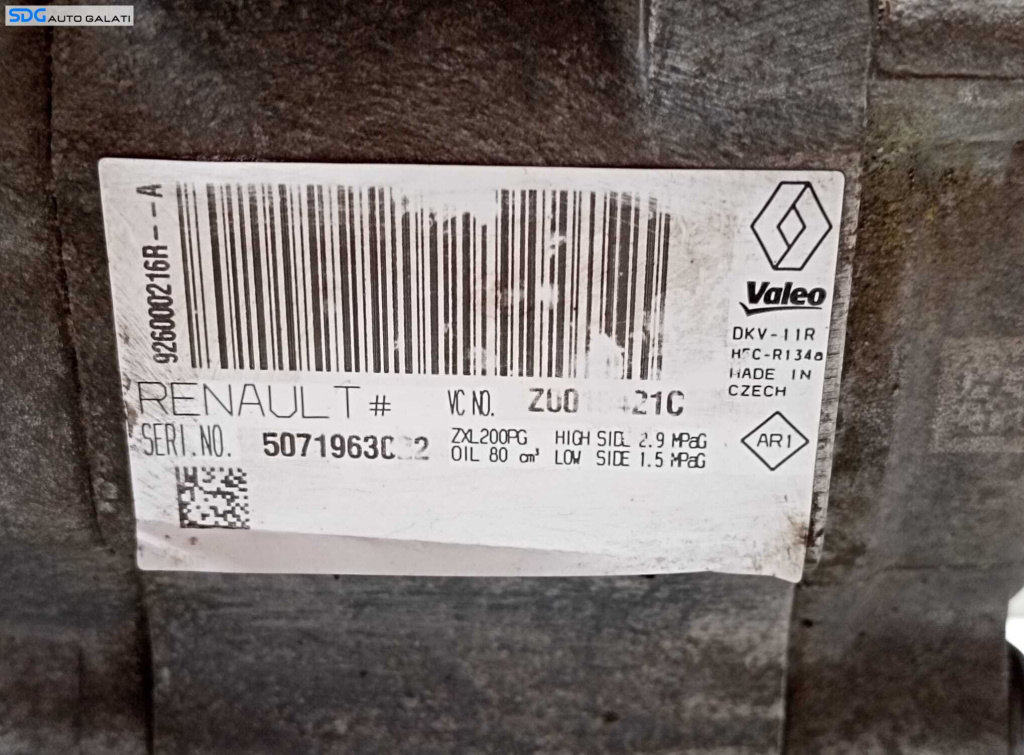 SDG AUTO GALATI
926000216R--A
Valeo
DKV-11R
HFC-R134a
MADE IN
CZECH
RENAULT #
VC NO.
SERI.NO.
ZXL200PG HIGH SIDE 2.9 MPaG
OIL 80 cm³ LOW SIDE 1.5 MPaG
AR1